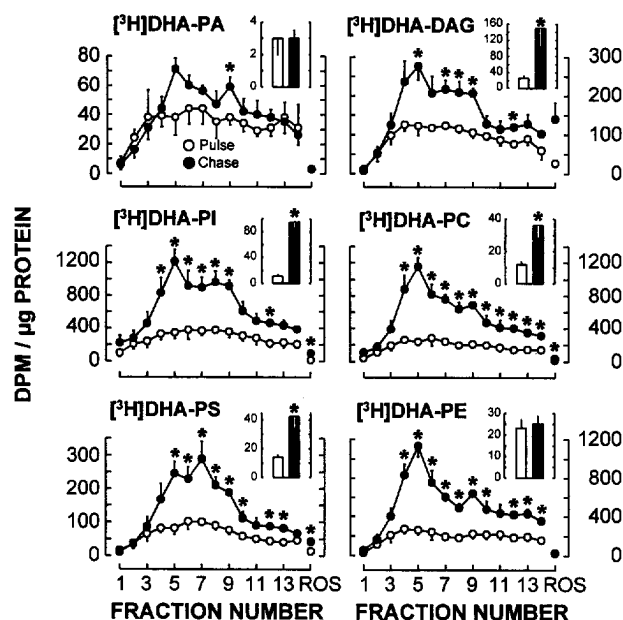 [³H]DHA-PA
[³H]DHA-DAG
4
3
2
1
0
160
120
80
40
0
*
80
60
40
20
0
*
Pulse
Chase
* * * * *
300
200
100
0
[³H]DHA-PI
[³H]DHA-PC
80
40
0
*
40
20
0
*
1200
800
400
0
* * * * * * * *
* * * * * * * * * * * *
1200
800
400
0
DPM / µg PROTEIN
[³H]DHA-PS
[³H]DHA-PE
40
20
0
*
30
20
10
0
300
200
100
0
* * * * * * * * *
* * * * * * * * * *
1200
800
400
0
1 3 5 7 9 11 13 ROS
1 3 5 7 9 11 13 ROS
FRACTION NUMBER
FRACTION NUMBER